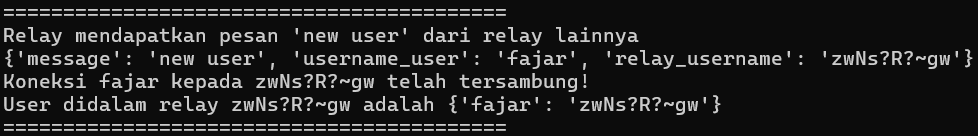 ==========================================
Relay mendapatkan pesan 'new user' dari relay lainnya
{'message': 'new user', 'username_user': 'fajar', 'relay_username': 'zwNs?R?~gw'}
Koneksi fajar kepada zwNs?R?~gw telah tersambung!
User didalam relay zwNs?R?~gw adalah {'fajar': 'zwNs?R?~gw'}
==========================================